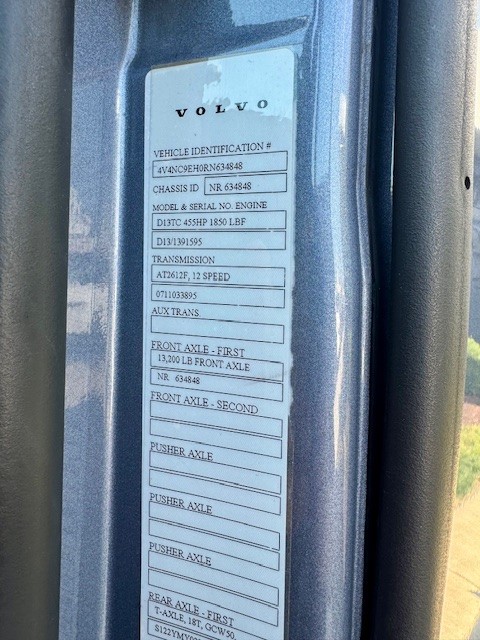 VOLVO
VEHICLE IDENTIFICATION #
4V4NC9EH0RN634848
CHASSIS ID NR 634848
MODEL & SERIAL NO. ENGINE
D13TC 455HP 1850 LBF
D13/1391595
TRANSMISSION
AT2612F, 12 SPEED
0711033895
AUX TRANS.
FRONT AXLE - FIRST
13,200 LB FRONT AXLE
NR 634848
FRONT AXLE - SECOND
PUSHER AXLE
PUSHER AXLE
PUSHER AXLE
REAR AXLE - FIRST
T-AXLE, 18T, GCW50,